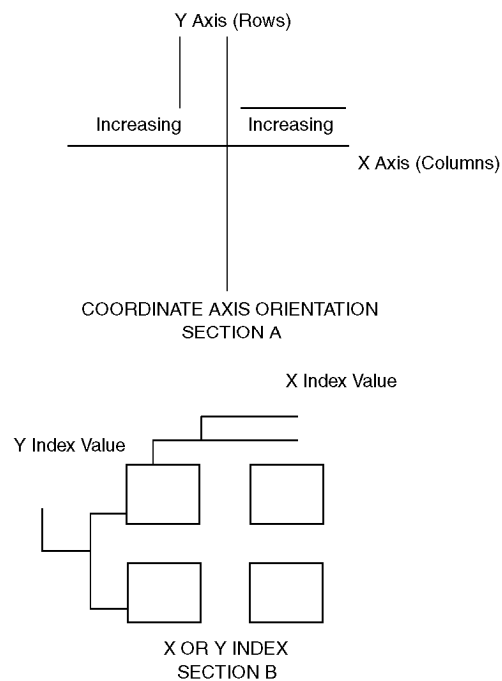 Y Axis (Rows)
Increasing
Increasing
X Axis (Columns)
COORDINATE AXIS ORIENTATION
SECTION A
X Index Value
Y Index Value
X OR Y INDEX
SECTION B